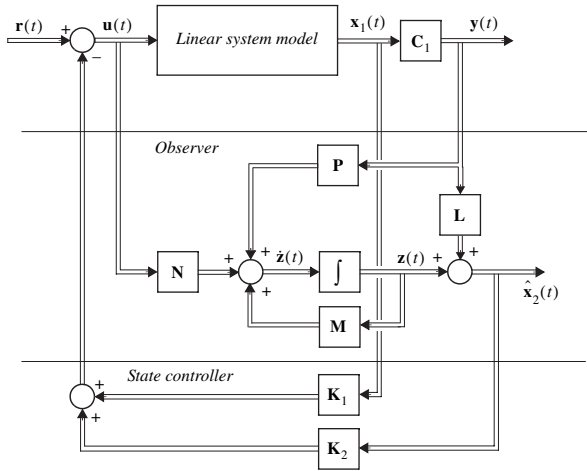 r(t)
+
−
u(t)
Linear system model
x₁(t)
C₁
y(t)
Observer
P
L
N
+
+
+
ż(t)
∫
z(t)
+
+
x̂₂(t)
M
State controller
+
+
K₁
K₂